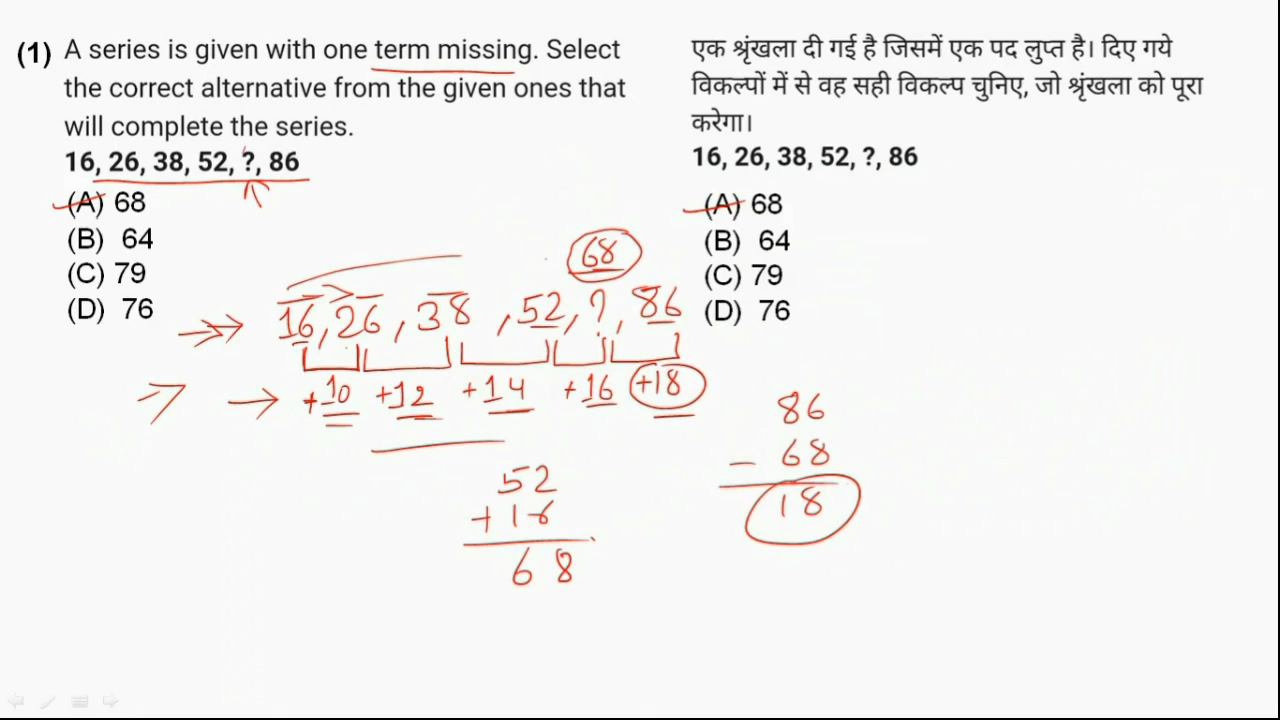 (1) A series is given with one term missing. Select
the correct alternative from the given ones that
will complete the series.
16, 26, 38, 52, ?, 86
(A) 68
(B) 64
(C) 79
(D) 76
एक श्रृंखला दी गई है जिसमें एक पद लुप्त है। दिए गये
विकल्पों में से वह सही विकल्प चुनिए, जो श्रृंखला को पूरा
करेगा।
16, 26, 38, 52, ?, 86
(A) 68
(B) 64
(C) 79
(D) 76
68
16, 26, 38, 52, ?, 86
+10 +12 +14 +16 +18
52
+16
68
86
- 68
18